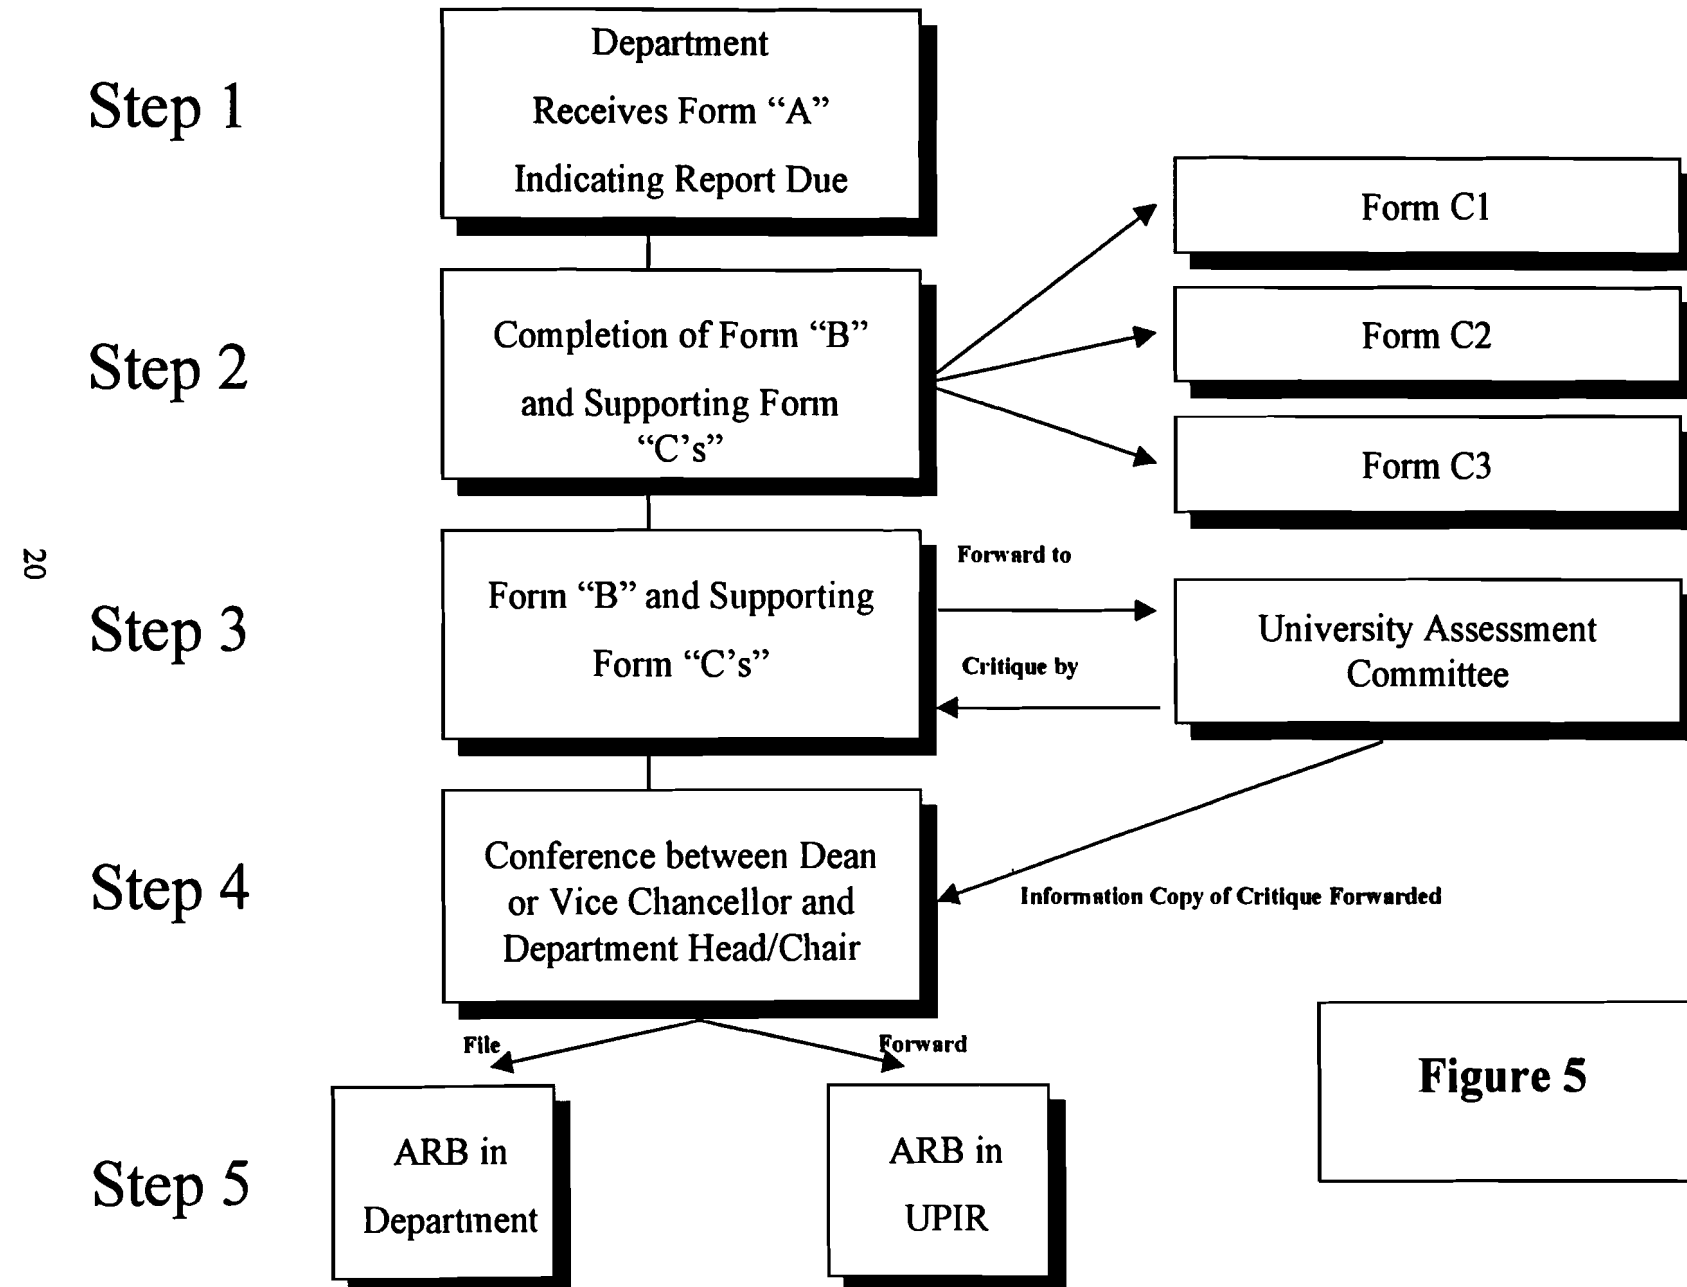 Step 1
Department
Receives Form “A”
Indicating Report Due
Form C1
Step 2
Completion of Form “B”
and Supporting Form
“C’s”
Form C2
Form C3
20
Step 3
Form “B” and Supporting
Form “C’s”
Forward to
Critique by
University Assessment
Committee
Step 4
Conference between Dean
or Vice Chancellor and
Department Head/Chair
Information Copy of Critique Forwarded
File
Forward
Figure 5
Step 5
ARB in
Department
ARB in
UPIR